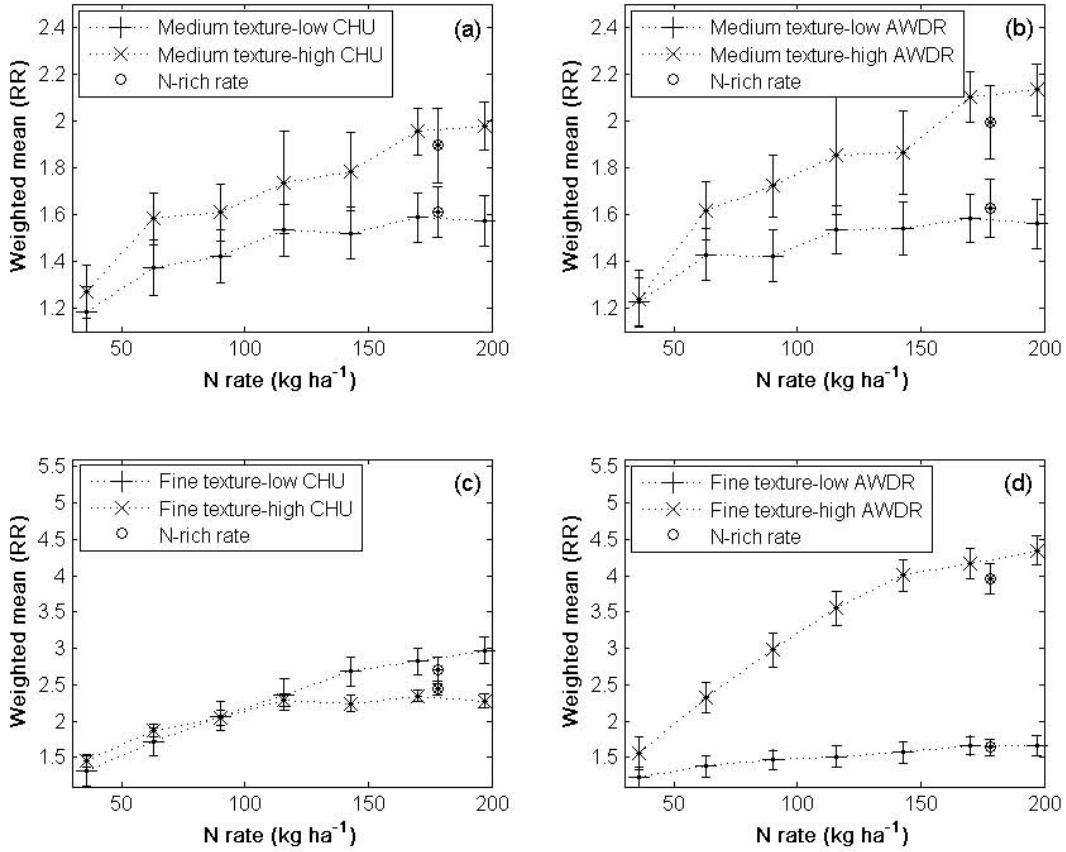 (a)
Medium texture-low CHU
Medium texture-high CHU
N-rich rate
Weighted mean (RR)
2.4
2.2
2
1.8
1.6
1.4
1.2
50
100
150
200
N rate (kg ha⁻¹)
(b)
Medium texture-low AWDR
Medium texture-high AWDR
N-rich rate
Weighted mean (RR)
2.4
2.2
2
1.8
1.6
1.4
1.2
50
100
150
200
N rate (kg ha⁻¹)
(c)
Fine texture-low CHU
Fine texture-high CHU
N-rich rate
Weighted mean (RR)
5.5
5
4.5
4
3.5
3
2.5
2
1.5
50
100
150
200
N rate (kg ha⁻¹)
(d)
Fine texture-low AWDR
Fine texture-high AWDR
N-rich rate
Weighted mean (RR)
5.5
5
4.5
4
3.5
3
2.5
2
1.5
50
100
150
200
N rate (kg ha⁻¹)